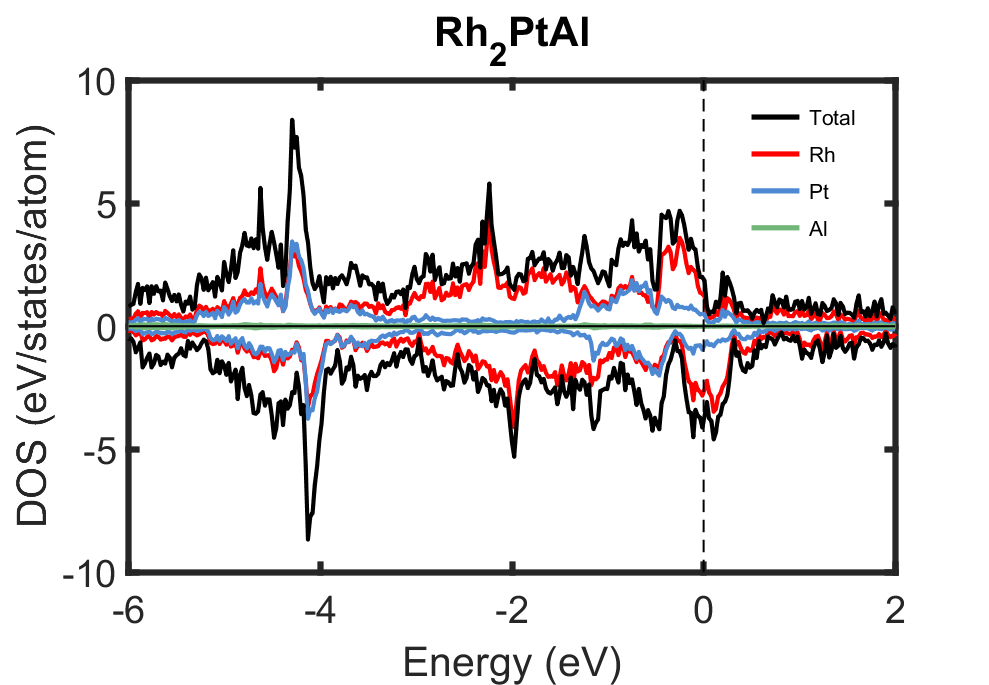 Rh₂PtAl
10
5
0
-5
-10
DOS (eV/states/atom)
Total
Rh
Pt
Al
-6 -4 -2 0 2
Energy (eV)